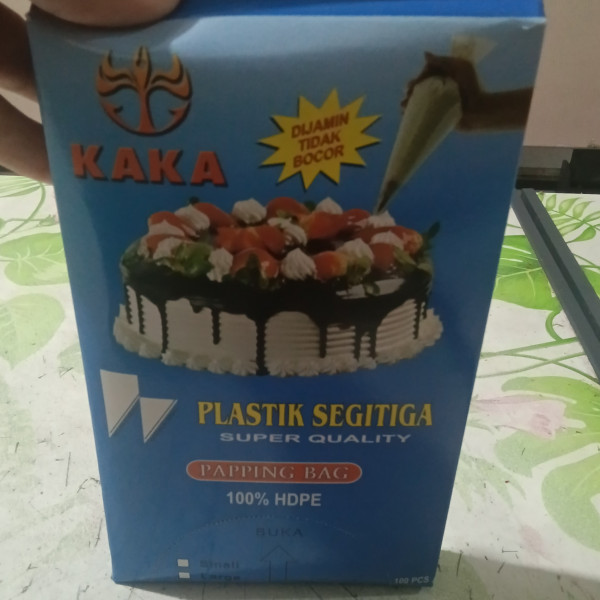 KAKA
DIJAMIN
TIDAK
BOCOR
PLASTIK SEGITIGA
SUPER QUALITY
PAPPING BAG
100% HDPE
BUKA
Small
Large
100 PCS